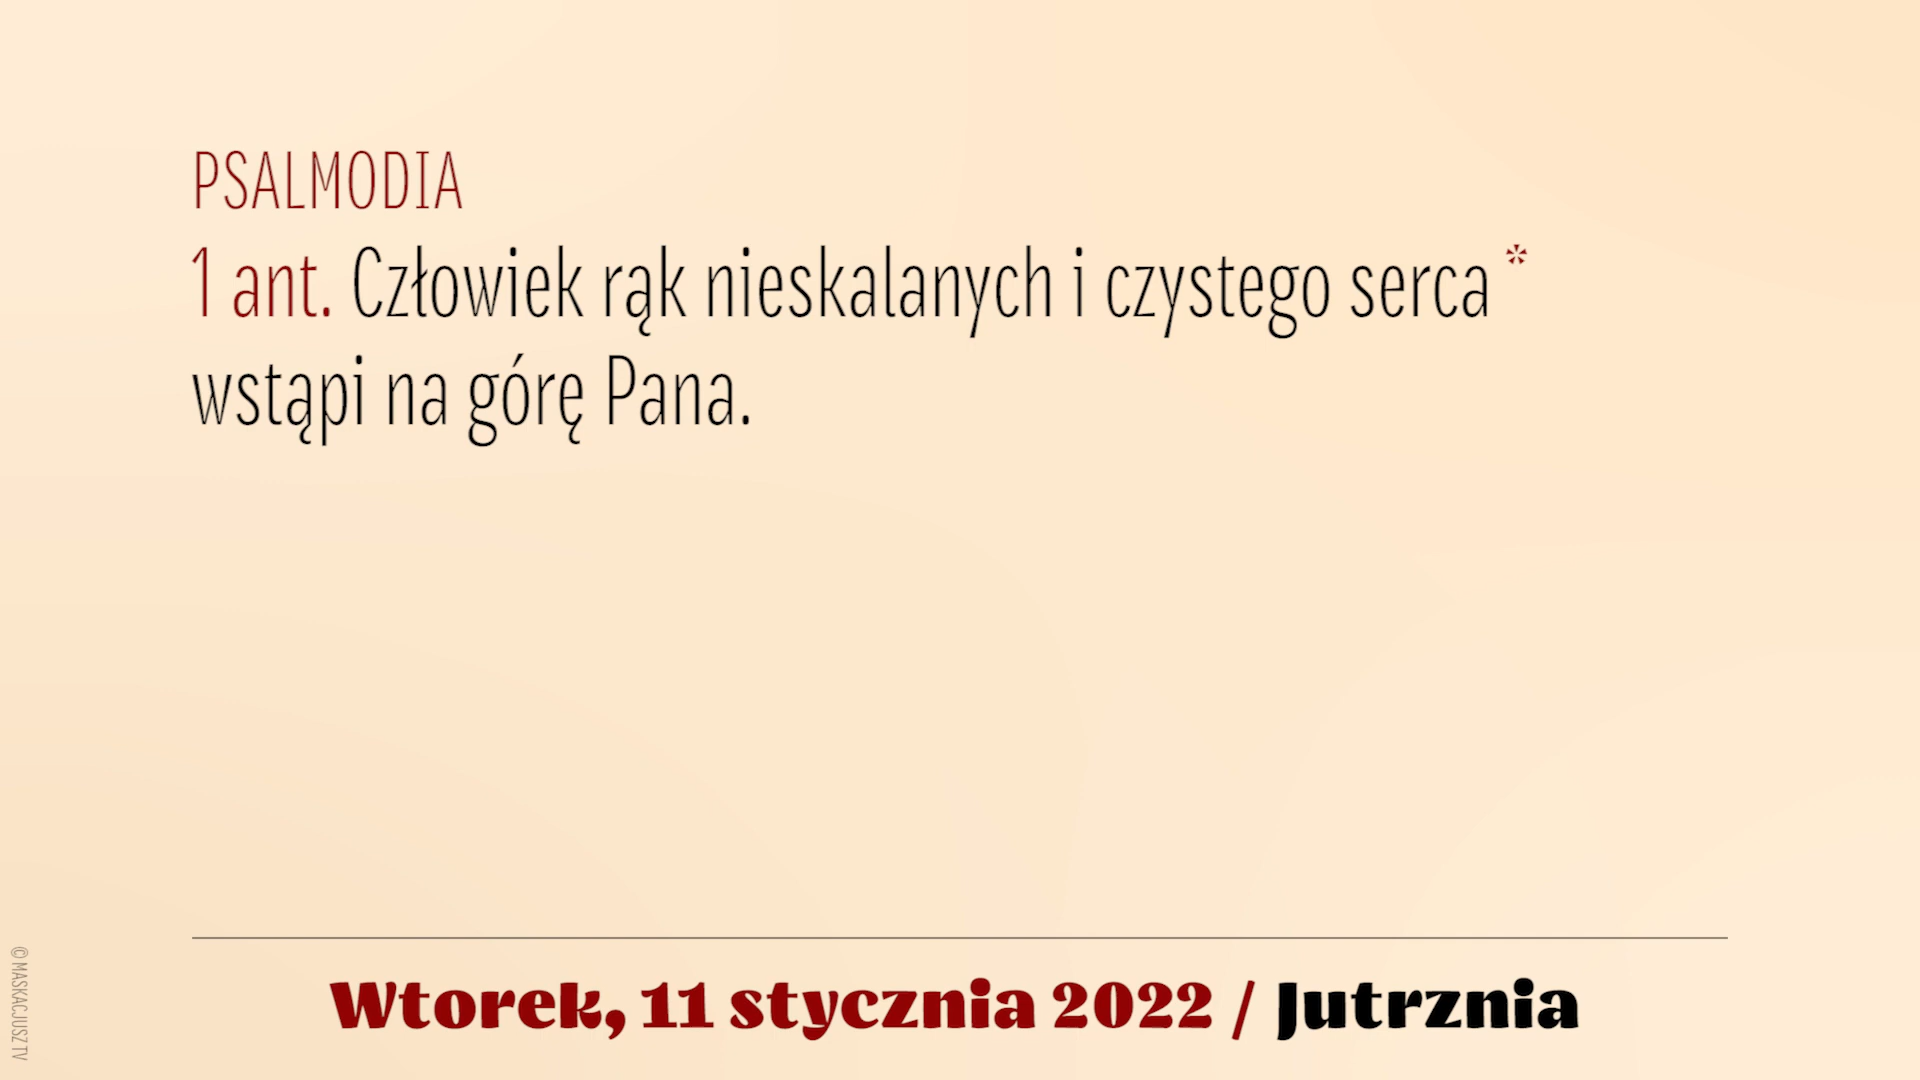 PSALMODIA
1 ant. Człowiek rąk nieskalanych i czystego serca *
wstąpi na górę Pana.
Wtorek, 11 stycznia 2022 / Jutrznia
© MASKACJUSZ TV